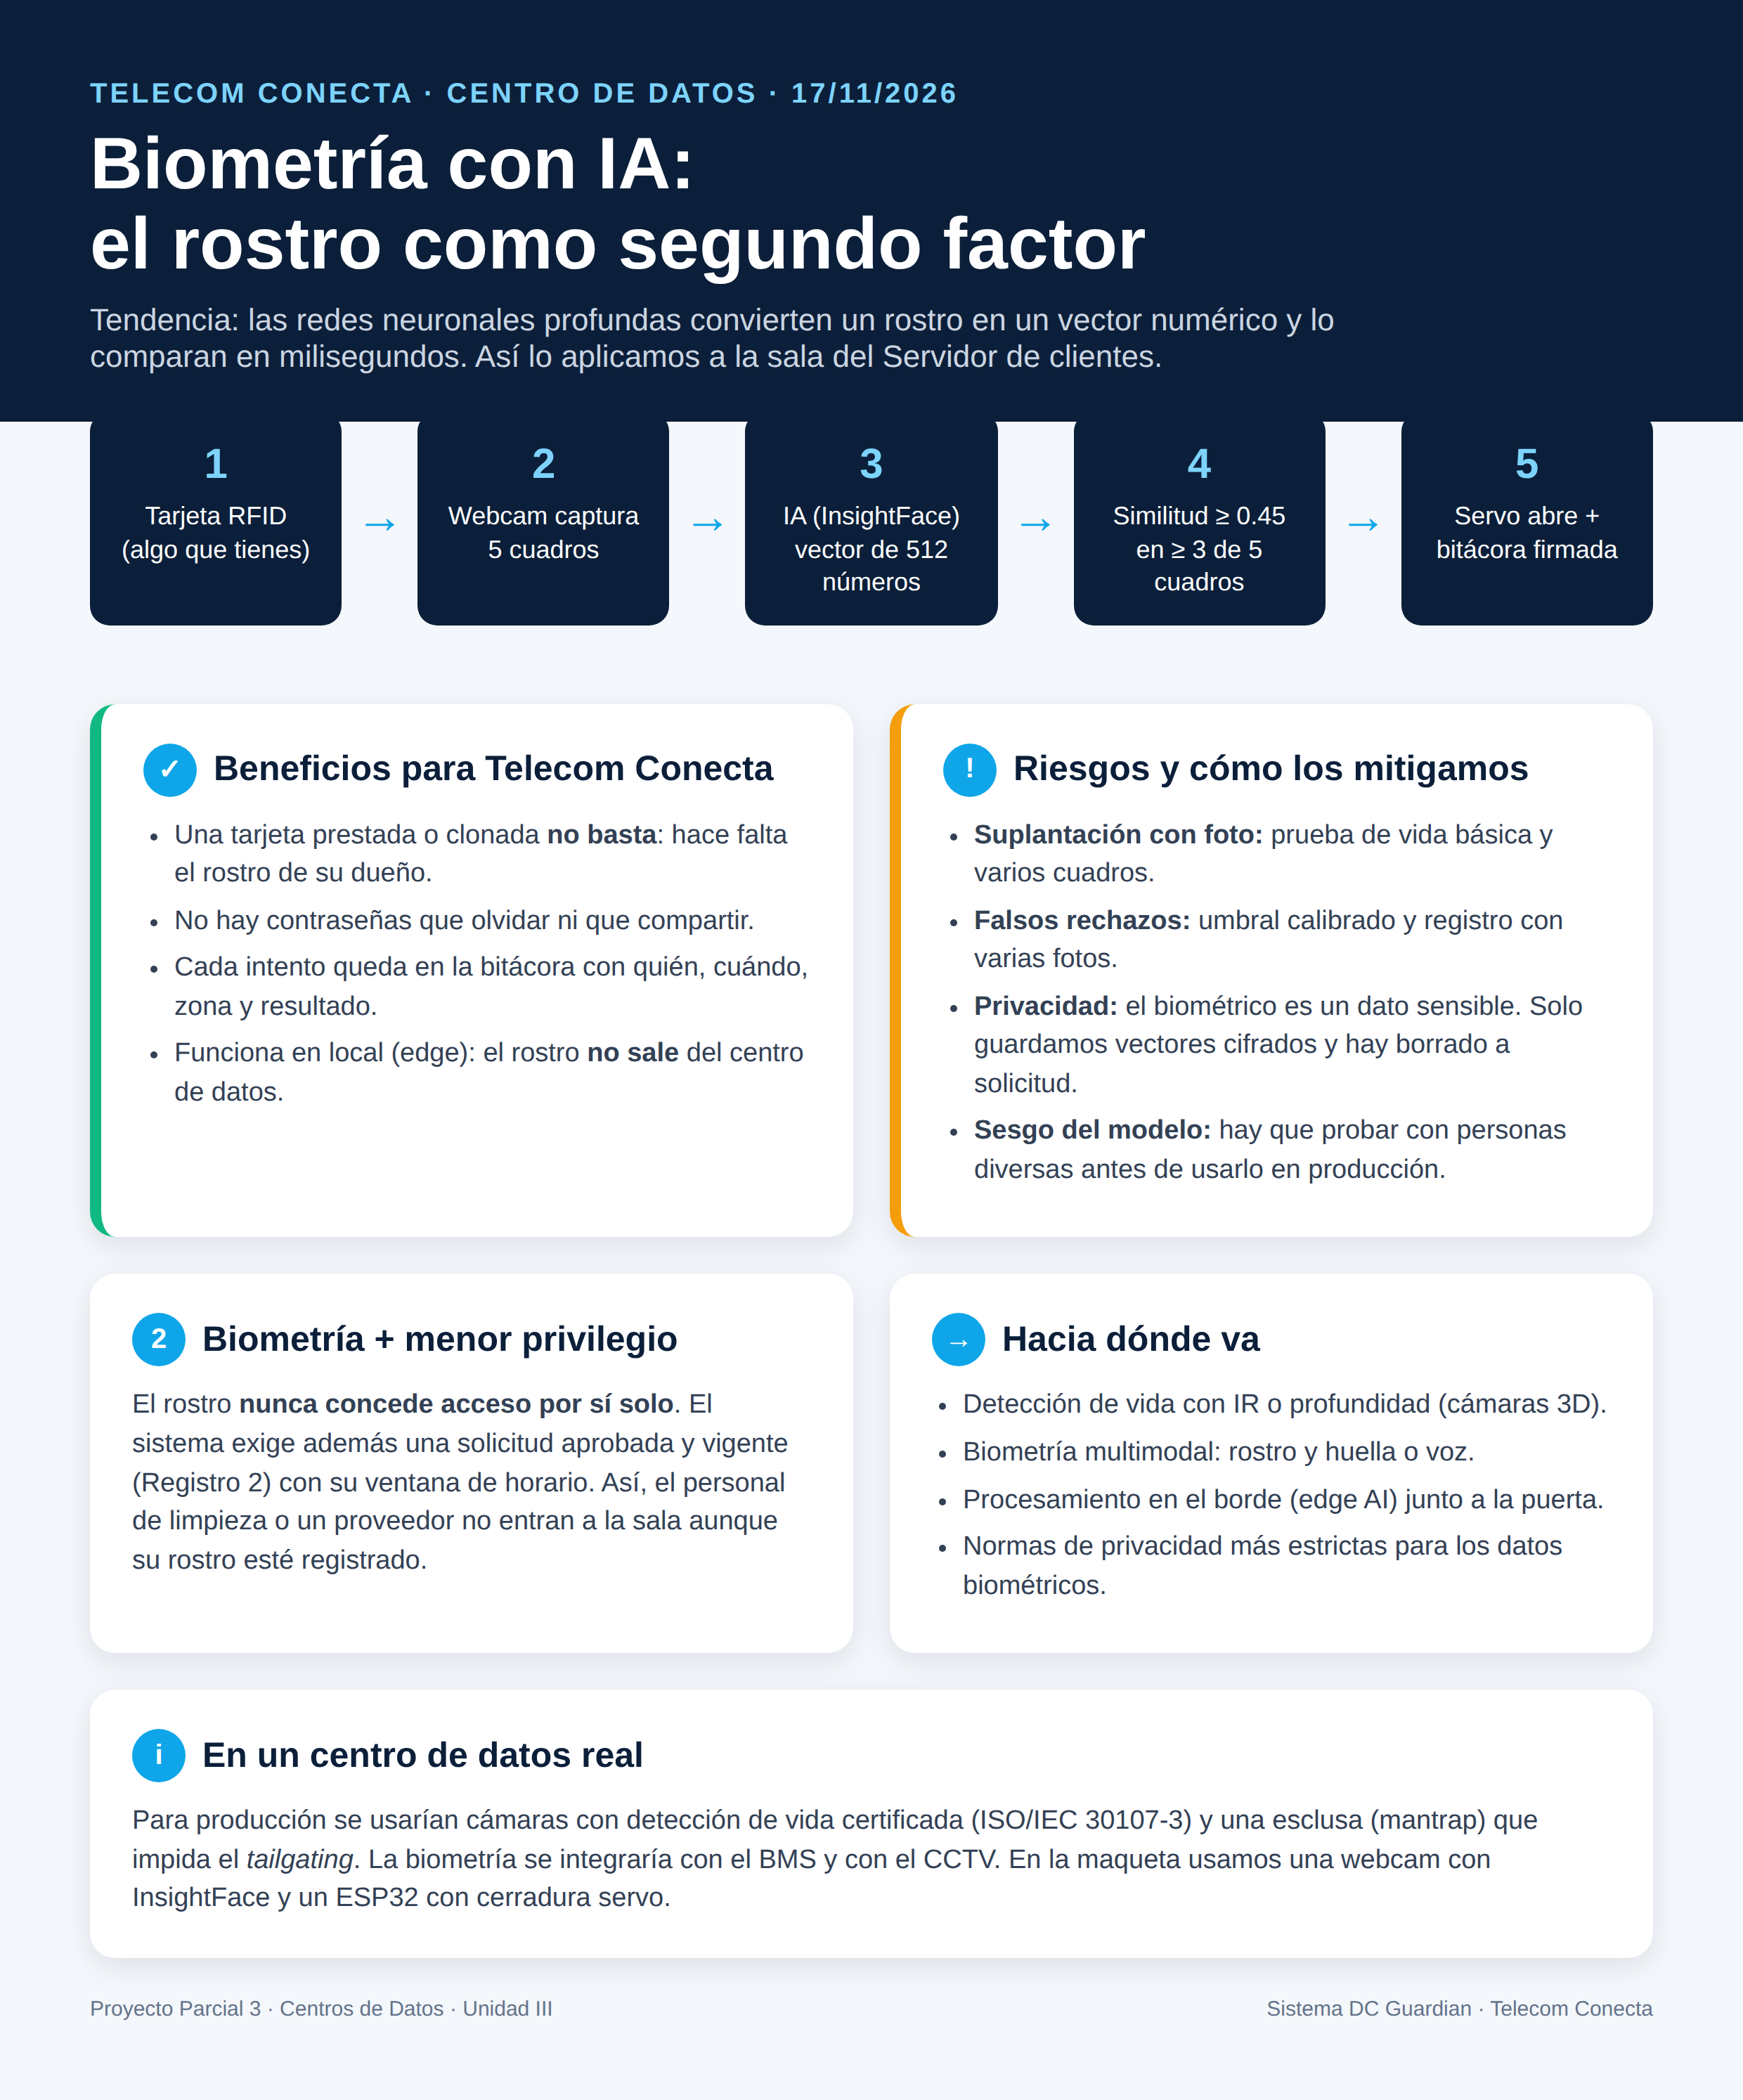 TELECOM CONECTA · CENTRO DE DATOS · 17/11/2026
Biometría con IA:
el rostro como segundo factor
Tendencia: las redes neuronales profundas convierten un rostro en un vector numérico y lo
comparan en milisegundos. Así lo aplicamos a la sala del Servidor de clientes.
1
Tarjeta RFID
(algo que tienes)
→
2
Webcam captura
5 cuadros
→
3
IA (InsightFace)
vector de 512
números
→
4
Similitud ≥ 0.45
en ≥ 3 de 5
cuadros
→
5
Servo abre +
bitácora firmada
✓ Beneficios para Telecom Conecta
• Una tarjeta prestada o clonada no basta: hace falta
el rostro de su dueño.
• No hay contraseñas que olvidar ni que compartir.
• Cada intento queda en la bitácora con quién, cuándo,
zona y resultado.
• Funciona en local (edge): el rostro no sale del centro
de datos.
! Riesgos y cómo los mitigamos
• Suplantación con foto: prueba de vida básica y
varios cuadros.
• Falsos rechazos: umbral calibrado y registro con
varias fotos.
• Privacidad: el biométrico es un dato sensible. Solo
guardamos vectores cifrados y hay borrado a
solicitud.
• Sesgo del modelo: hay que probar con personas
diversas antes de usarlo en producción.
2 Biometría + menor privilegio
El rostro nunca concede acceso por sí solo. El
sistema exige además una solicitud aprobada y vigente
(Registro 2) con su ventana de horario. Así, el personal
de limpieza o un proveedor no entran a la sala aunque
su rostro esté registrado.
→ Hacia dónde va
• Detección de vida con IR o profundidad (cámaras 3D).
• Biometría multimodal: rostro y huella o voz.
• Procesamiento en el borde (edge AI) junto a la puerta.
• Normas de privacidad más estrictas para los datos
biométricos.
i En un centro de datos real
Para producción se usarían cámaras con detección de vida certificada (ISO/IEC 30107-3) y una esclusa (mantrap) que
impida el tailgating. La biometría se integraría con el BMS y con el CCTV. En la maqueta usamos una webcam con
InsightFace y un ESP32 con cerradura servo.
Proyecto Parcial 3 · Centros de Datos · Unidad III
Sistema DC Guardian · Telecom Conecta